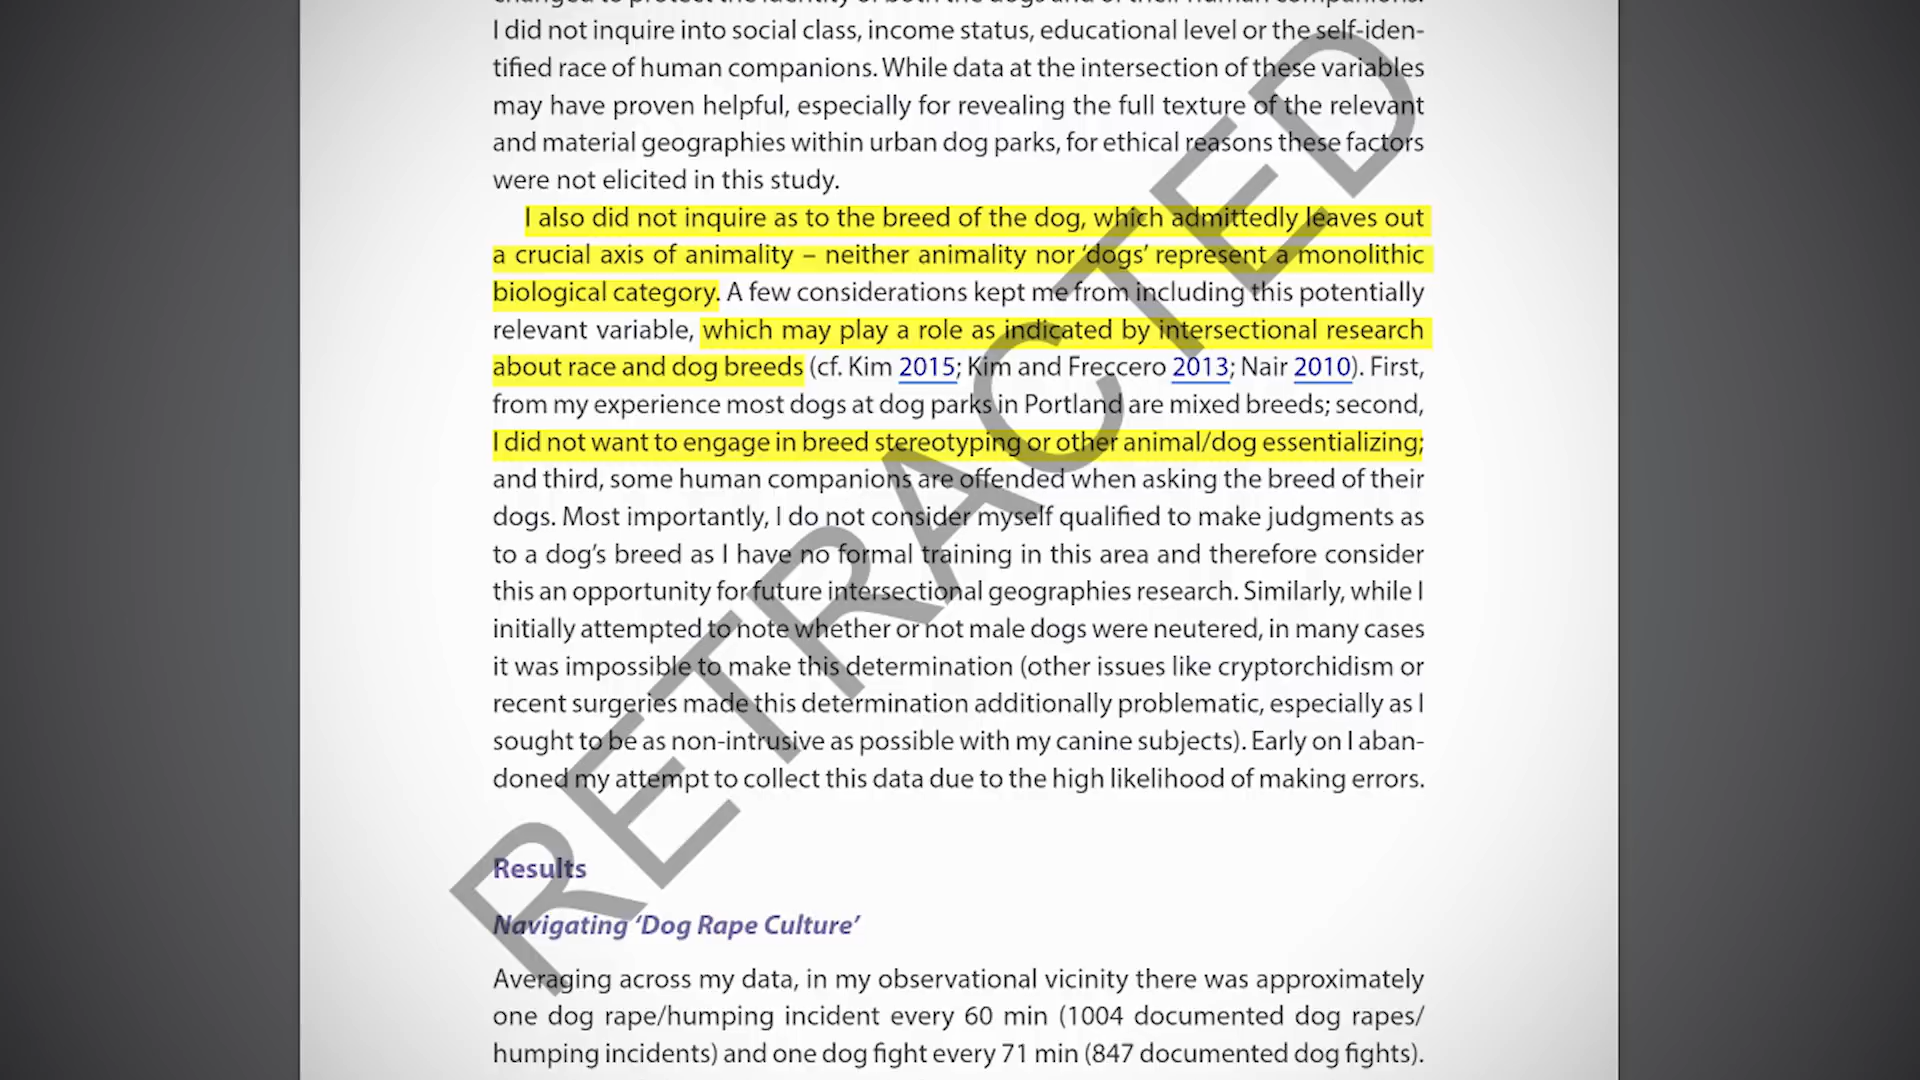 changed to protect the identity of both the dogs and of their human companions.
I did not inquire into social class, income status, educational level or the self-iden-
tified race of human companions. While data at the intersection of these variables
may have proven helpful, especially for revealing the full texture of the relevant
and material geographies within urban dog parks, for ethical reasons these factors
were not elicited in this study.
I also did not inquire as to the breed of the dog, which admittedly leaves out
a crucial axis of animality – neither animality nor ‘dogs’ represent a monolithic
biological category. A few considerations kept me from including this potentially
relevant variable, which may play a role as indicated by intersectional research
about race and dog breeds (cf. Kim 2015; Kim and Freccero 2013; Nair 2010). First,
from my experience most dogs at dog parks in Portland are mixed breeds; second,
I did not want to engage in breed stereotyping or other animal/dog essentializing;
and third, some human companions are offended when asking the breed of their
dogs. Most importantly, I do not consider myself qualified to make judgments as
to a dog’s breed as I have no formal training in this area and therefore consider
this an opportunity for future intersectional geographies research. Similarly, while I
initially attempted to note whether or not male dogs were neutered, in many cases
it was impossible to make this determination (other issues like cryptorchidism or
recent surgeries made this determination additionally problematic, especially as I
sought to be as non-intrusive as possible with my canine subjects). Early on I aban-
doned my attempt to collect this data due to the high likelihood of making errors.
Results
Navigating ‘Dog Rape Culture’
Averaging across my data, in my observational vicinity there was approximately
one dog rape/humping incident every 60 min (1004 documented dog rapes/
humping incidents) and one dog fight every 71 min (847 documented dog fights).
RETRACTED